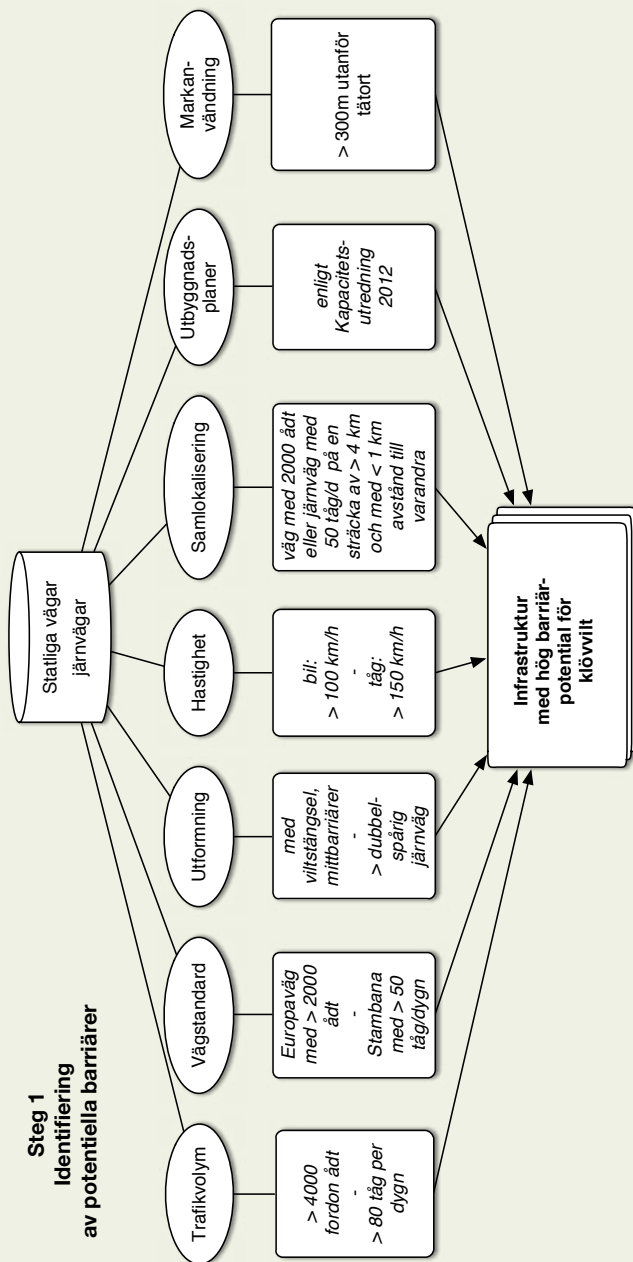 Steg 1
Identifiering
av potentiella barriärer
Statliga vägar
järnvägar
Trafikvolym
Vägstandard
Utformning
Hastighet
Samlokalisering
Utbyggnads-
planer
Markan-
vändning
> 4000
fordon ådt
-
> 80 tåg per
dygn
Europaväg
med > 2000
ådt
-
Stambana
med > 50
tåg/dygn
med
viltstängsel,
mittbarriärer
-
> dubbel-
spårig
järnväg
bil:
> 100 km/h
-
tåg:
> 150 km/h
väg med 2000 ådt
eller järnväg med
50 tåg/d på en
sträcka av > 4 km
och med < 1 km
avstånd till
varandra
enligt
Kapacitets-
utredning
2012
> 300m utanför
tätort
Infrastruktur
med hög barriär-
potential för
klövvilt